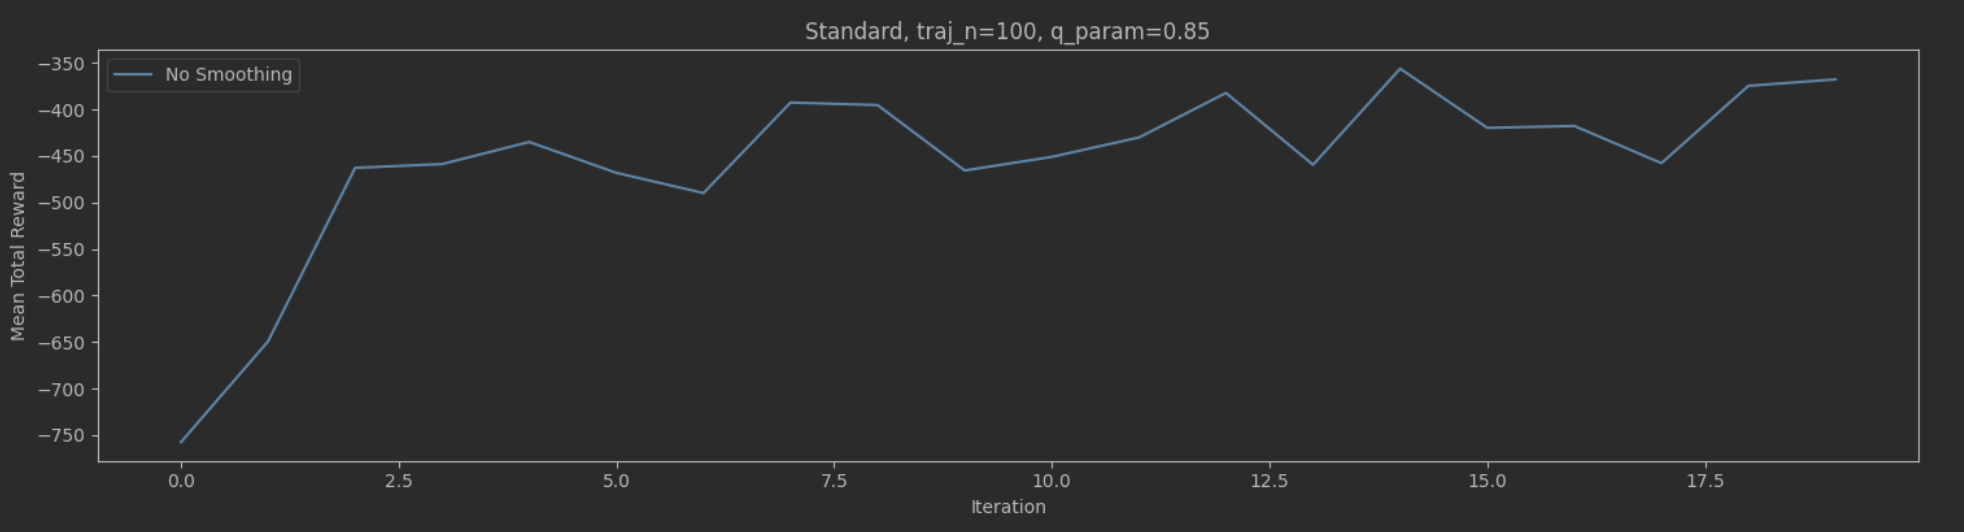 Standard, traj_n=100, q_param=0.85
No Smoothing
Mean Total Reward
−350
−400
−450
−500
−550
−600
−650
−700
−750
0.0 2.5 5.0 7.5 10.0 12.5 15.0 17.5
Iteration